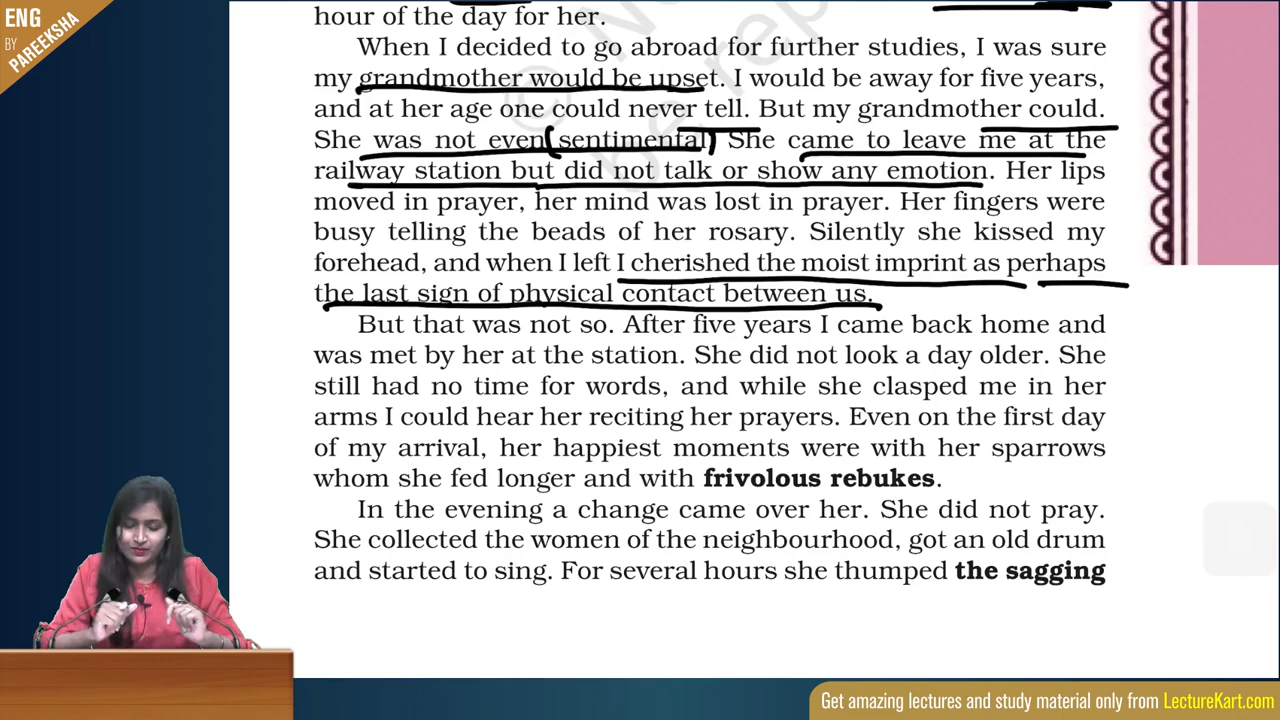 ENG
BY
PAREEKSHA
hour of the day for her.
When I decided to go abroad for further studies, I was sure
my grandmother would be upset. I would be away for five years,
and at her age one could never tell. But my grandmother could.
She was not even (sentimental) She came to leave me at the
railway station but did not talk or show any emotion. Her lips
moved in prayer, her mind was lost in prayer. Her fingers were
busy telling the beads of her rosary. Silently she kissed my
forehead, and when I left I cherished the moist imprint as perhaps
the last sign of physical contact between us.
But that was not so. After five years I came back home and
was met by her at the station. She did not look a day older. She
still had no time for words, and while she clasped me in her
arms I could hear her reciting her prayers. Even on the first day
of my arrival, her happiest moments were with her sparrows
whom she fed longer and with frivolous rebukes.
In the evening a change came over her. She did not pray.
She collected the women of the neighbourhood, got an old drum
and started to sing. For several hours she thumped the sagging
Get amazing lectures and study material only from LectureKart.com